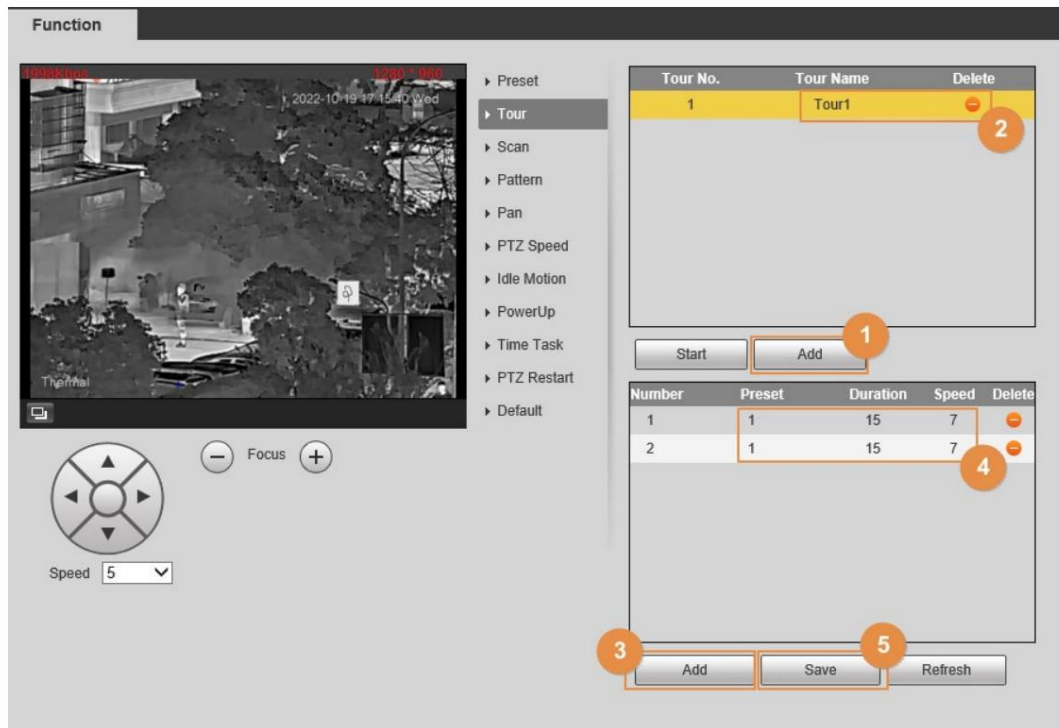 Function
4998Kbps 1280 * 960
2022-10-19 17:15:40 Wed
Thermal
Focus
Speed 5
Preset
Tour
Scan
Pattern
Pan
PTZ Speed
Idle Motion
PowerUp
Time Task
PTZ Restart
Default
Tour No. Tour Name Delete
1 Tour1
2
1
Start Add
Number Preset Duration Speed Delete
1 1 15 7
2 1 15 7
4
3 5
Add Save Refresh